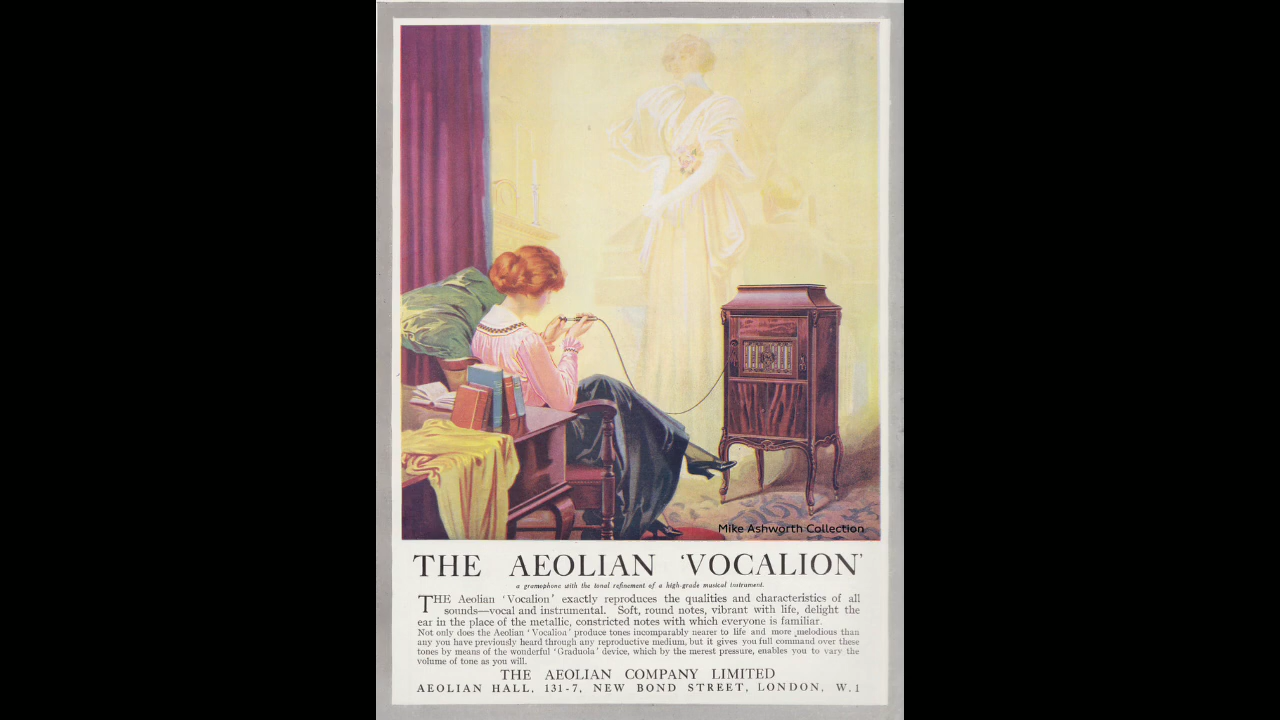 Mike Ashworth Collection
THE AEOLIAN 'VOCALION'
a gramophone with the tonal refinement of a high-grade musical instrument.
THE Aeolian 'Vocalion' exactly reproduces the qualities and characteristics of all
sounds—vocal and instrumental. Soft, round notes, vibrant with life, delight the
ear in the place of the metallic, constricted notes with which everyone is familiar.
Not only does the Aeolian 'Vocalion' produce tones incomparably nearer to life and more melodious than
any you have previously heard through any reproductive medium, but it gives you full command over these
tones by means of the wonderful 'Graduola' device, which by the merest pressure, enables you to vary the
volume of tone as you will.
THE AEOLIAN COMPANY LIMITED
AEOLIAN HALL, 131-7, NEW BOND STREET, LONDON, W.1